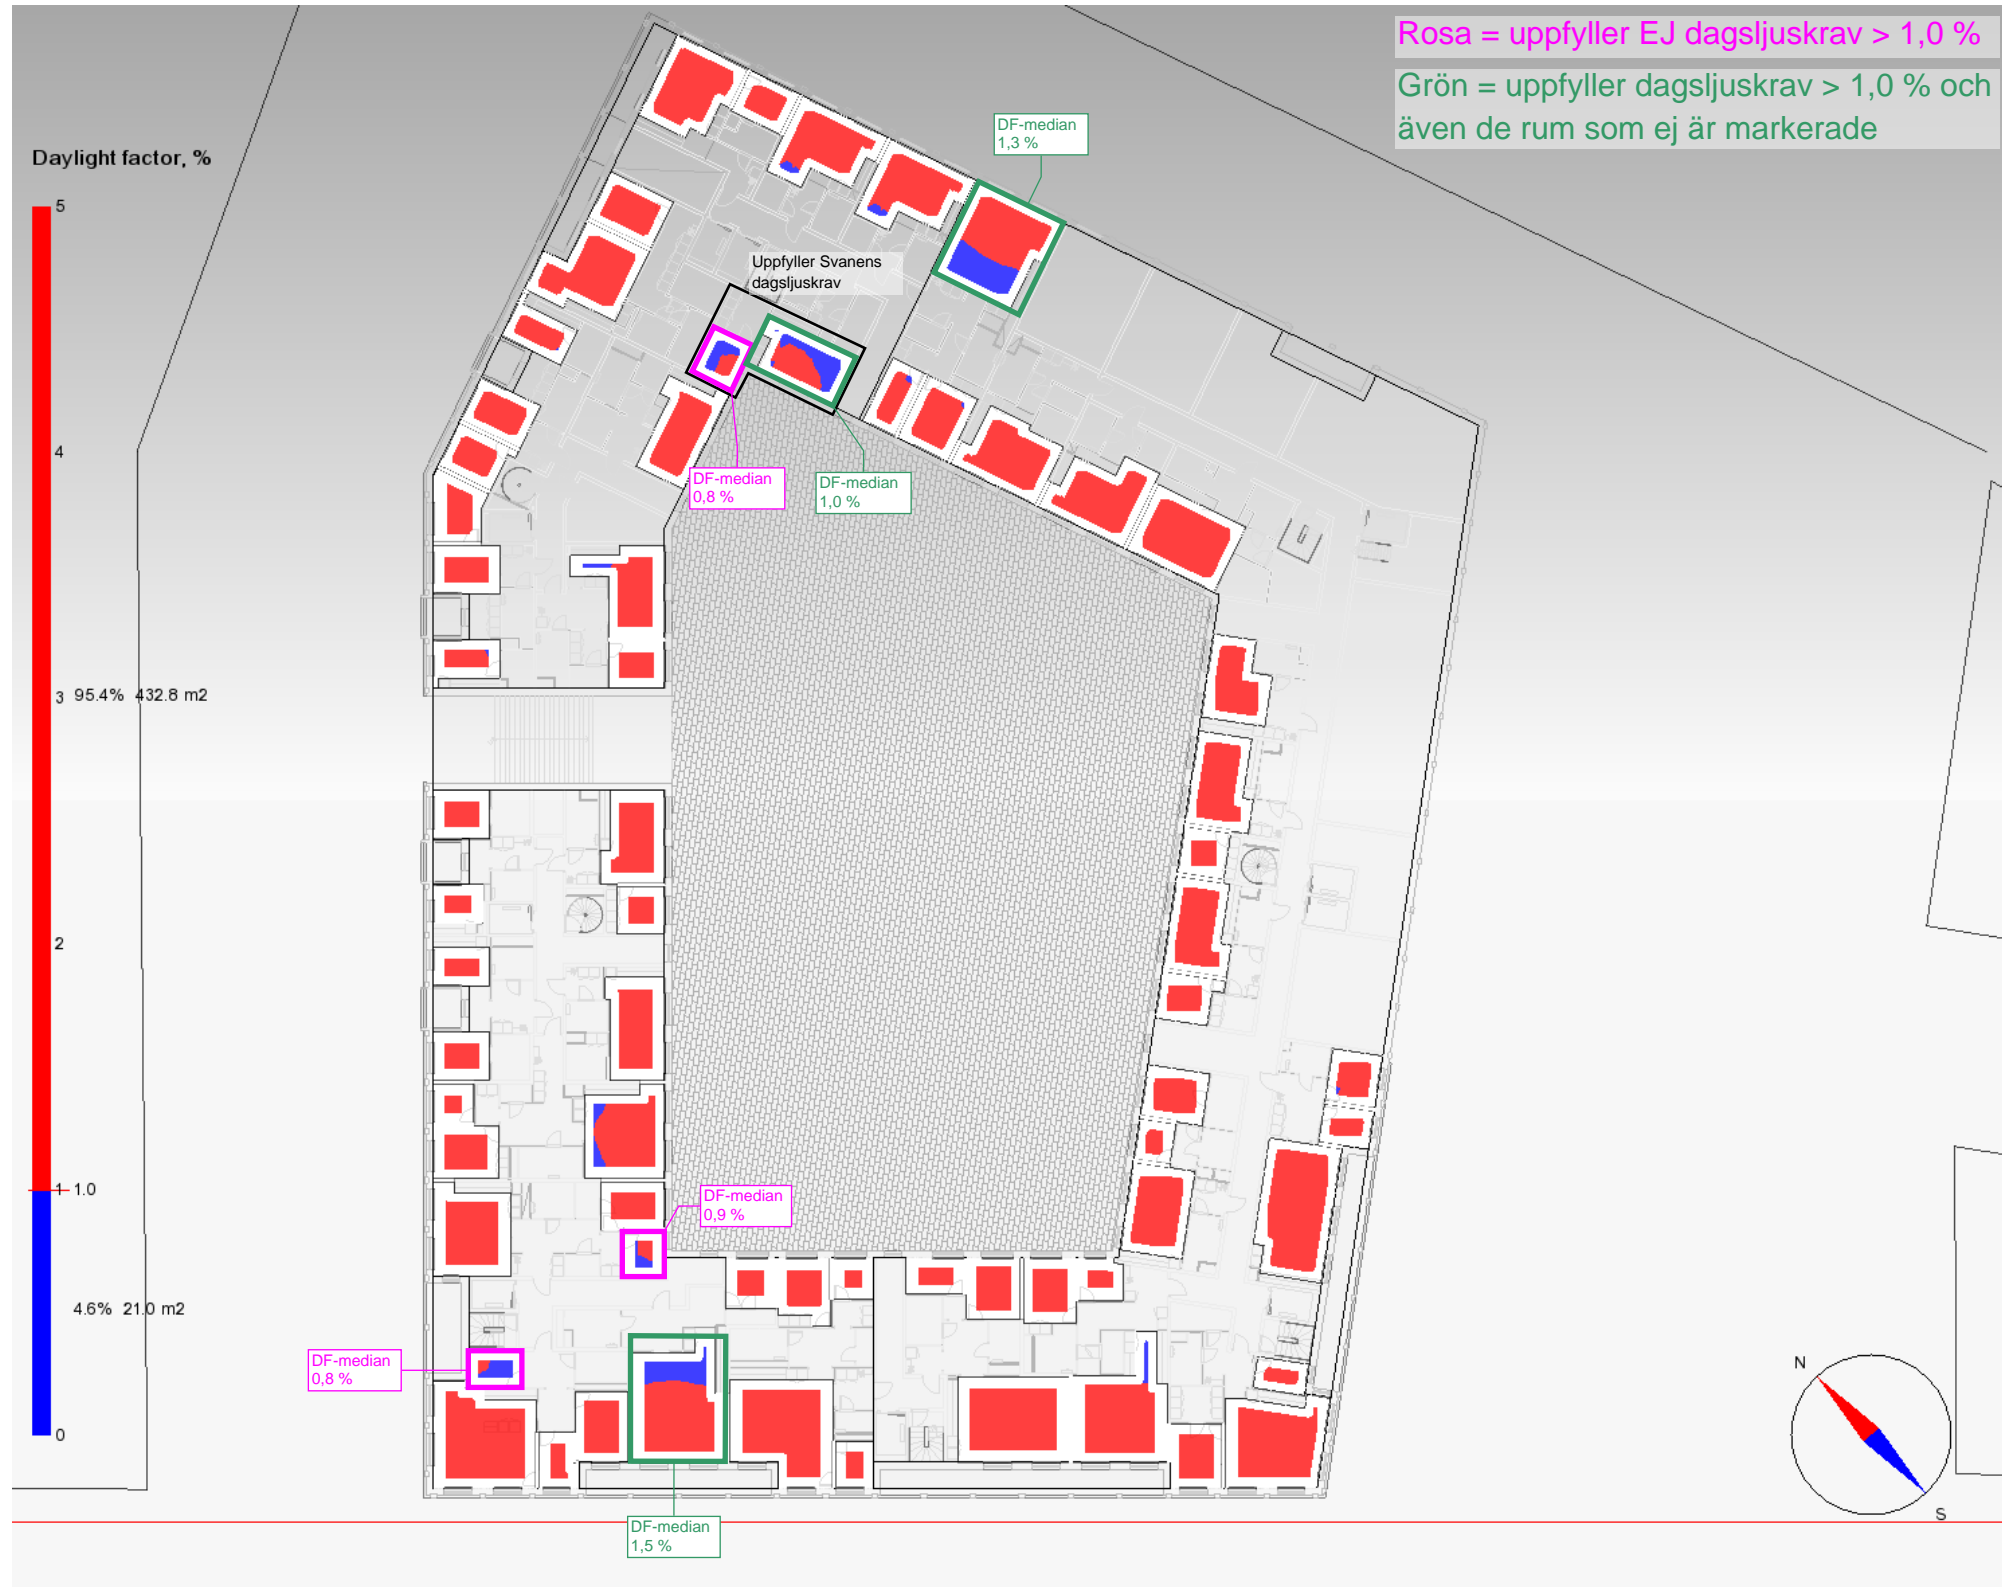 Rosa = uppfyller EJ dagsljuskrav > 1,0 %
Grön = uppfyller dagsljuskrav > 1,0 % och
även de rum som ej är markerade
Daylight factor, %
5
4
3
95.4% 432.8 m2
2
1
1.0
4.6% 21.0 m2
0
DF-median
1,3 %
Uppfyller Svanens
dagsljuskrav
DF-median
0,8 %
DF-median
1,0 %
DF-median
0,9 %
DF-median
0,8 %
DF-median
1,5 %
N
S